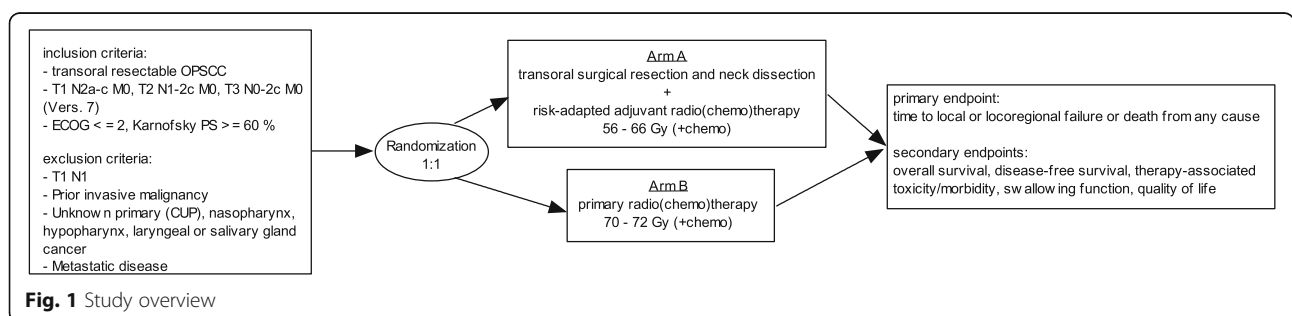 inclusion criteria:
- transoral resectable OPSCC
- T1 N2a-c M0, T2 N1-2c M0, T3 N0-2c M0
(Vers. 7)
- ECOG < = 2, Karnofsky PS > = 60 %
exclusion criteria:
- T1 N1
- Prior invasive malignancy
- Unknown primary (CUP), nasopharynx,
hypopharynx, laryngeal or salivary gland
cancer
- Metastatic disease
Randomization
1:1
Arm A
transoral surgical resection and neck dissection
+
risk-adapted adjuvant radio(chemo)therapy
56 - 66 Gy (+chemo)
Arm B
primary radio(chemo)therapy
70 - 72 Gy (+chemo)
primary endpoint:
time to local or locoregional failure or death from any cause
secondary endpoints:
overall survival, disease-free survival, therapy-associated
toxicity/morbidity, swallowing function, quality of life
Fig. 1 Study overview